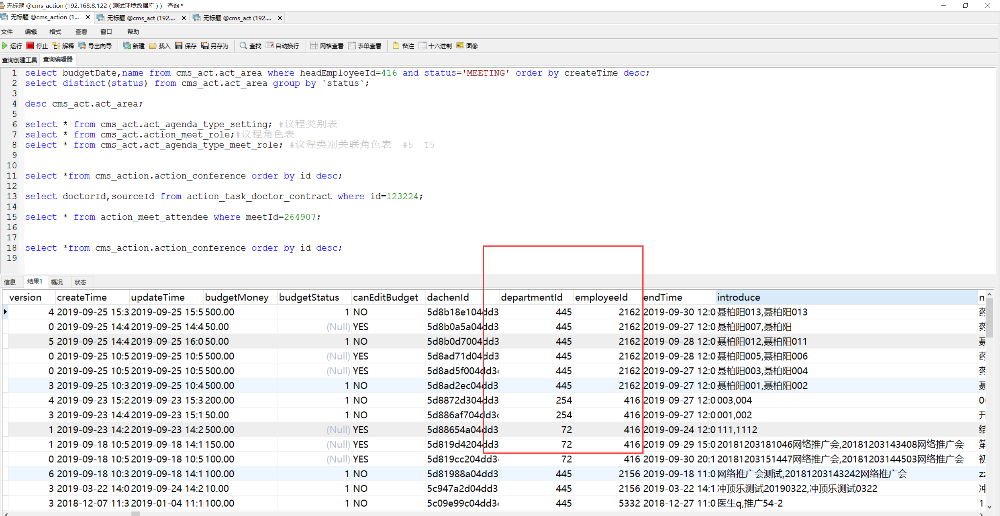 无标题 @cms_action (192.168.8.122 ( 测试环境数据库 ) ) - 查询 *
无标题 @cms_action (1... 无标题 @cms_act (192.... 无标题 @cms_act (192....
文件 编辑 格式 查看 窗口 帮助
运行 停止 解释 导出向导 新建 载入 保存 另存为 查找 自动换行 网格查看 表单查看 备注 十六进制 图像
查询创建工具 查询编辑器
1 select budgetDate,name from cms_act.act_area where headEmployeeId=416 and status='MEETING' order by createTime desc;
2 select distinct(status) from cms_act.act_area group by `status`;
3
4 desc cms_act.act_area;
5
6 select * from cms_act.act_agenda_type_setting; #议程类别表
7 select * from cms_act.action_meet_role;#议程角色表
8 select * from cms_act.act_agenda_type_meet_role; #议程类别关联角色表 #5 15
9
10
11 select *from cms_action.action_conference order by id desc;
12
13 select doctorId,sourceId from action_task_doctor_contract where id=123224;
14
15 select * from action_meet_attendee where meetId=264907;
16
17
18 select *from cms_action.action_conference order by id desc;
19
信息 结果1 概况 状态
version createTime updateTime budgetMoney budgetStatus canEditBudget dachenId departmentId employeeId endTime introduce n
4 2019-09-25 15:3 2019-09-25 15:5 500.00 1 NO 5d8b18e104dd3 445 2162 2019-09-30 12:0 聂柏阳013,聂柏阳013 药
0 2019-09-25 14:4 2019-09-25 14:4 50.00 (Null) YES 5d8b0a5a04dd3 445 2162 2019-09-27 12:0 聂柏阳007,聂柏阳 药
5 2019-09-25 14:4 2019-09-25 16:0 50.00 1 NO 5d8b0d7004dd3 445 2162 2019-09-28 12:0 聂柏阳012,聂柏阳011 聂
0 2019-09-25 10:5 2019-09-25 10:5 500.00 (Null) YES 5d8ad71d04dd3 445 2162 2019-09-28 12:0 聂柏阳005,聂柏阳006 药
0 2019-09-25 10:5 2019-09-25 10:5 500.00 (Null) YES 5d8ad5f004dd3 445 2162 2019-09-27 12:0 聂柏阳003,聂柏阳004 药
3 2019-09-25 10:3 2019-09-25 10:4 500.00 1 NO 5d8ad2ec04dd3 445 2162 2019-09-27 12:0 聂柏阳001,聂柏阳002 聂
4 2019-09-23 15:2 2019-09-23 15:3 200.00 1 NO 5d8872d304dd3 254 416 2019-09-27 12:0 003,004 00
3 2019-09-23 14:4 2019-09-23 15:1 50.00 1 NO 5d886af704dd3 254 416 2019-09-27 12:0 001,002 开
1 2019-09-23 14:2 2019-09-23 14:2 500.00 (Null) YES 5d88654a04dd3 72 416 2019-09-24 12:0 111,1112 结
1 2019-09-18 10:5 2019-09-18 14:1 150.00 (Null) YES 5d819d4204dd3 72 416 2019-09-29 15:0 20181203181046网络推广会,20181203143408网络推广会 第
0 2019-09-18 10:5 2019-09-18 10:5 100.00 (Null) YES 5d819cc204dd3 72 416 2019-09-30 20:1 20181203151447网络推广会,20181203144503网络推广会 初
6 2019-09-18 10:3 2019-09-18 14:1 100.00 1 NO 5d81988a04dd3 445 2156 2019-09-18 11:0 网络推广会测试,20181203143242网络推广会 zz
3 2019-03-22 14:0 2019-09-24 14:2 10.00 1 NO 5c947a2d04dd3 445 2156 2019-03-22 14:1 冲顶乐测试20190322,冲顶乐测试0322 冲
3 2018-12-07 11:3 2019-01-04 11:1 100.00 1 NO 5c09e99c04dd3 445 5332 2018-12-27 11:0 医生q,推广54-2 1